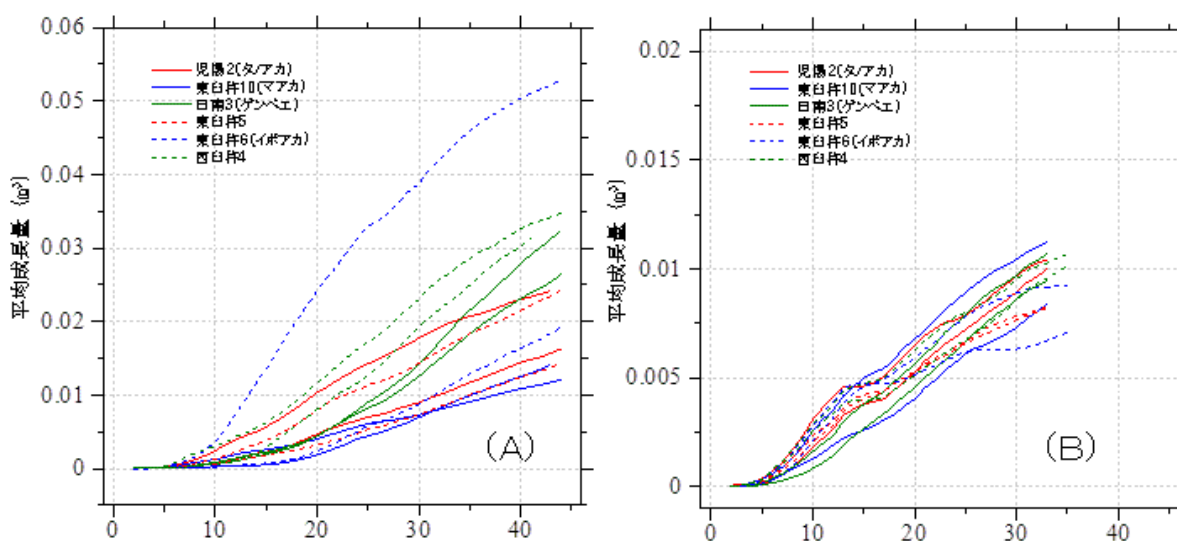 0.06
0.05
0.04
0.03
0.02
0.01
0
平均成長量 (m³)
児湯2(タノアカ)
東臼杵10(マアカ)
日南3(ゲンベエ)
東臼杵5
東臼杵6(イボアカ)
西臼杵4
(A)
0 10 20 30 40
0.02
0.015
0.01
0.005
0
平均成長量 (m³)
児湯2(タノアカ)
東臼杵10(マアカ)
日南3(ゲンベエ)
東臼杵5
東臼杵6(イボアカ)
西臼杵4
(B)
0 10 20 30 40